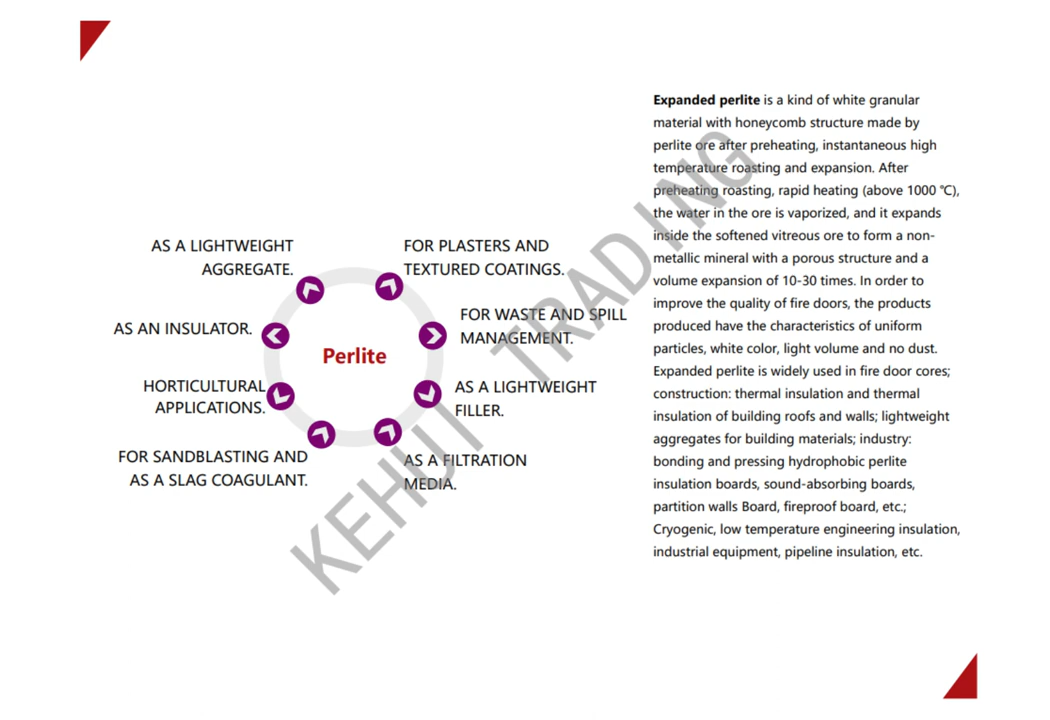 AS A LIGHTWEIGHT
AGGREGATE.
FOR PLASTERS AND
TEXTURED COATINGS.
AS AN INSULATOR.
FOR WASTE AND SPILL
MANAGEMENT.
Perlite
HORTICULTURAL
APPLICATIONS.
AS A LIGHTWEIGHT
FILLER.
FOR SANDBLASTING AND
AS A SLAG COAGULANT.
AS A FILTRATION
MEDIA.
Expanded perlite is a kind of white granular
material with honeycomb structure made by
perlite ore after preheating, instantaneous high
temperature roasting and expansion. After
preheating roasting, rapid heating (above 1000 ℃),
the water in the ore is vaporized, and it expands
inside the softened vitreous ore to form a non-
metallic mineral with a porous structure and a
volume expansion of 10-30 times. In order to
improve the quality of fire doors, the products
produced have the characteristics of uniform
particles, white color, light volume and no dust.
Expanded perlite is widely used in fire door cores;
construction: thermal insulation and thermal
insulation of building roofs and walls; lightweight
aggregates for building materials; industry:
bonding and pressing hydrophobic perlite
insulation boards, sound-absorbing boards,
partition walls Board, fireproof board, etc.;
Cryogenic, low temperature engineering insulation,
industrial equipment, pipeline insulation, etc.
KEHUI TRADING